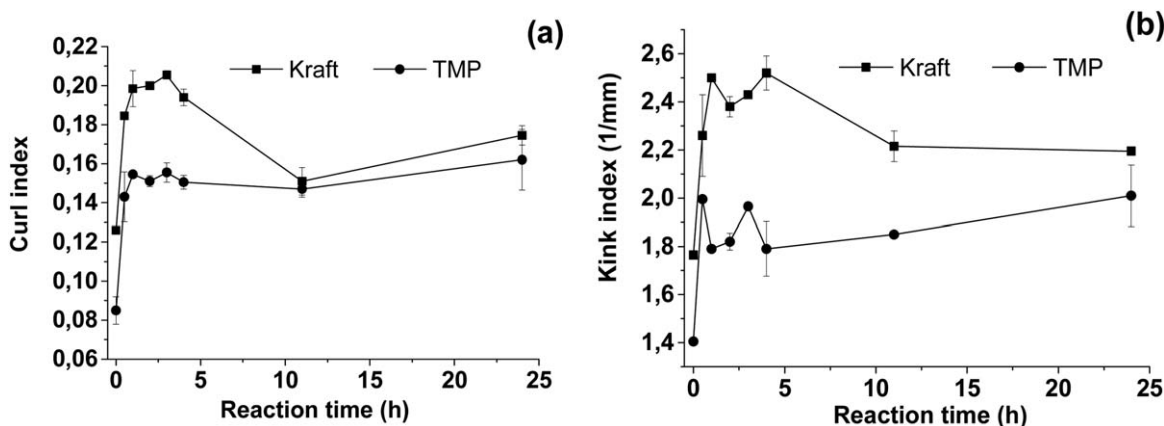 (a)
Kraft TMP
Curl index
0,22
0,20
0,18
0,16
0,14
0,12
0,10
0,08
0,06
0 5 10 15 20 25
Reaction time (h)
(b)
Kraft TMP
Kink index (1/mm)
2,6
2,4
2,2
2,0
1,8
1,6
1,4
0 5 10 15 20 25
Reaction time (h)